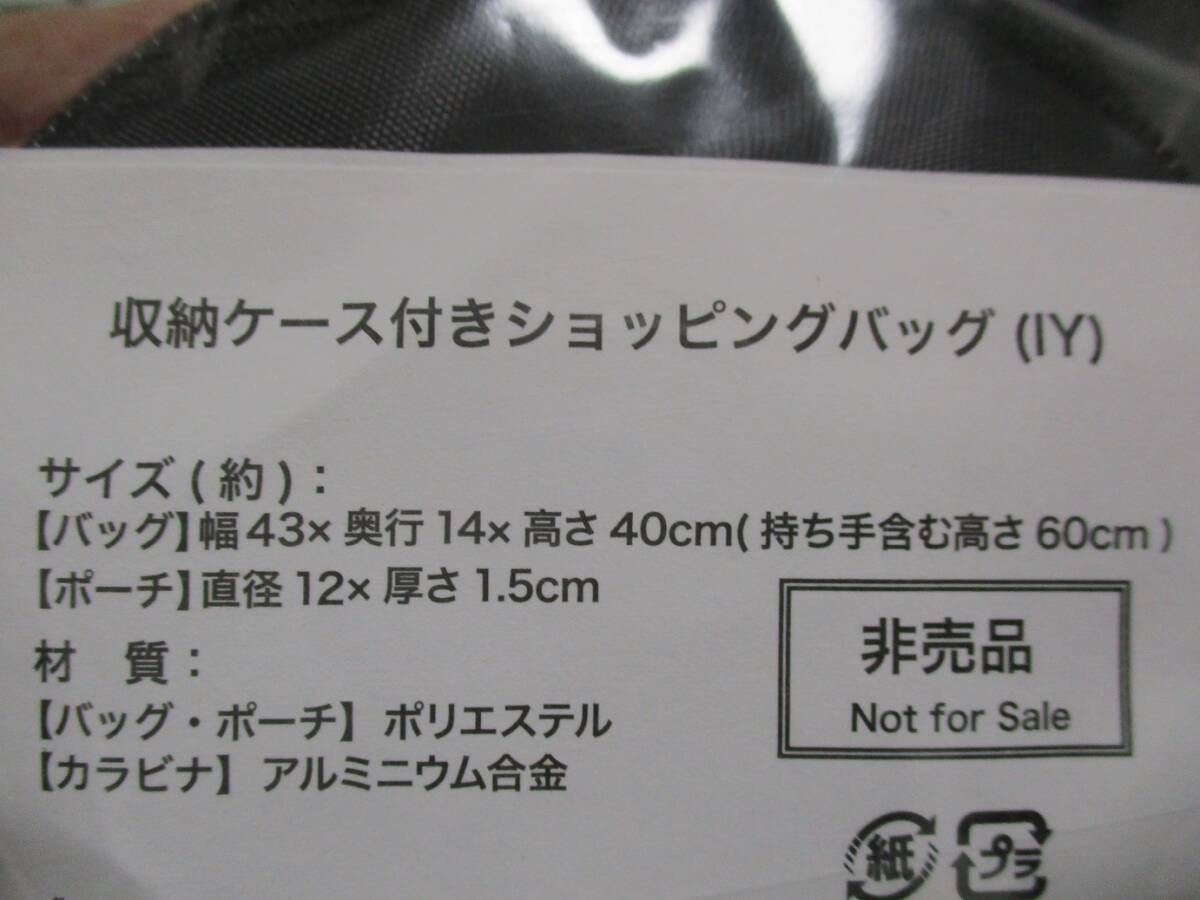 収納ケース付きショッピングバッグ (IY)
サイズ ( 約 ) :
【バッグ】幅 43× 奥行 14× 高さ 40cm( 持ち手含む高さ 60cm )
【ポーチ】直径 12× 厚さ 1.5cm
材　質 :
【バッグ・ポーチ】ポリエステル
【カラビナ】アルミニウム合金
非売品
Not for Sale
紙
プラ